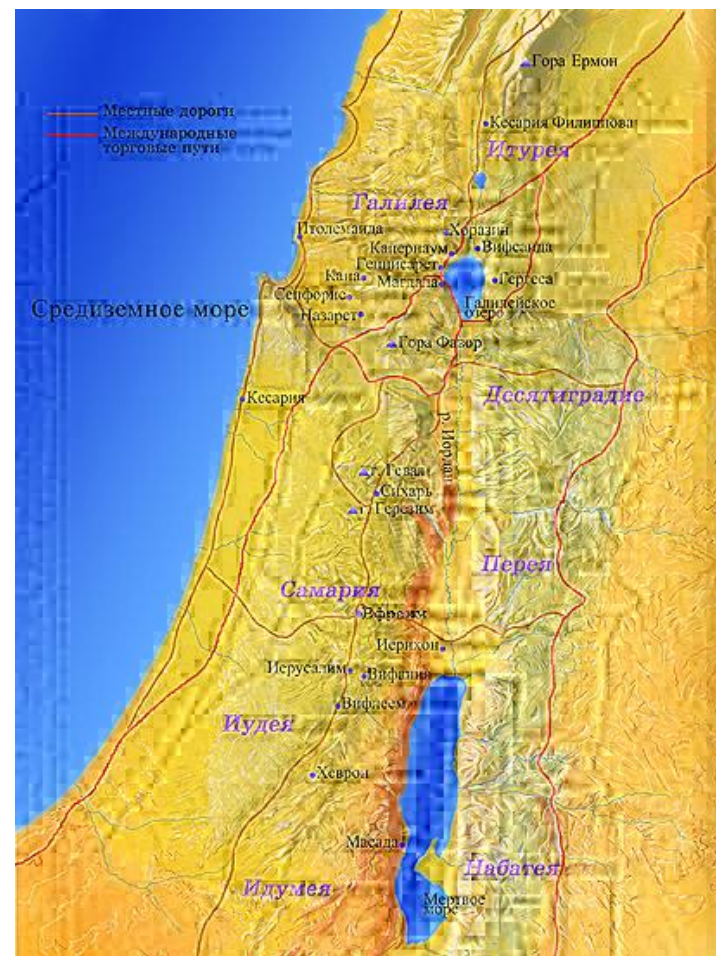 Гора Ермон
Местные дороги
Международные
торговые пути
Кесария Филиппова
Итурея
Галилея
Птолемаида
Хоразин
Капернаум
Вифсаида
Геннисарет
Кана
Магдала
Гергеса
Сепфорис
Галилейское
озеро
Средиземное море
Назарет
Гора Фавор
Кесария
Десятиградие
р. Иордан
г. Гевал
Сихарь
г. Геризим
Перея
Самария
Ефраим
Иерихон
Иерусалим
Вифания
Вифлеем
Иудея
Хеврон
Масада
Набатея
Идумея
Мертвое
море